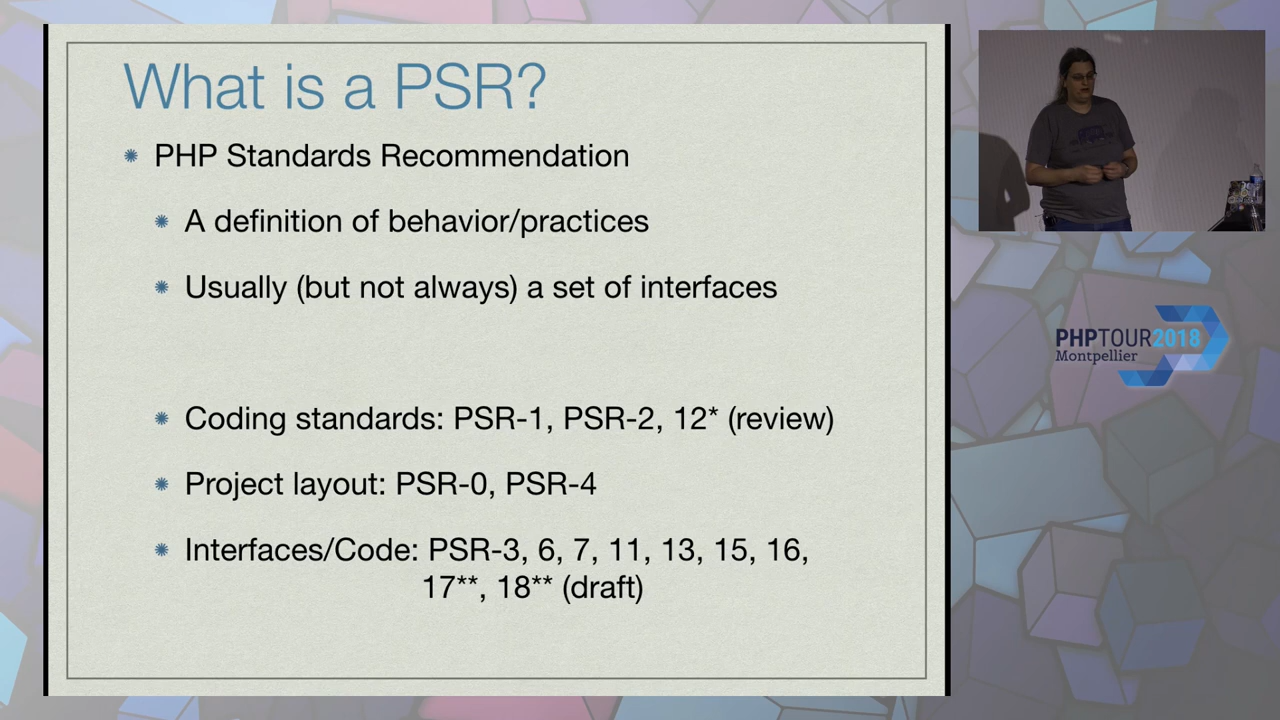 What is a PSR?
PHP Standards Recommendation
A definition of behavior/practices
Usually (but not always) a set of interfaces
Coding standards: PSR-1, PSR-2, 12* (review)
Project layout: PSR-0, PSR-4
Interfaces/Code: PSR-3, 6, 7, 11, 13, 15, 16,
17**, 18** (draft)
PHPTOUR2018
Montpellier